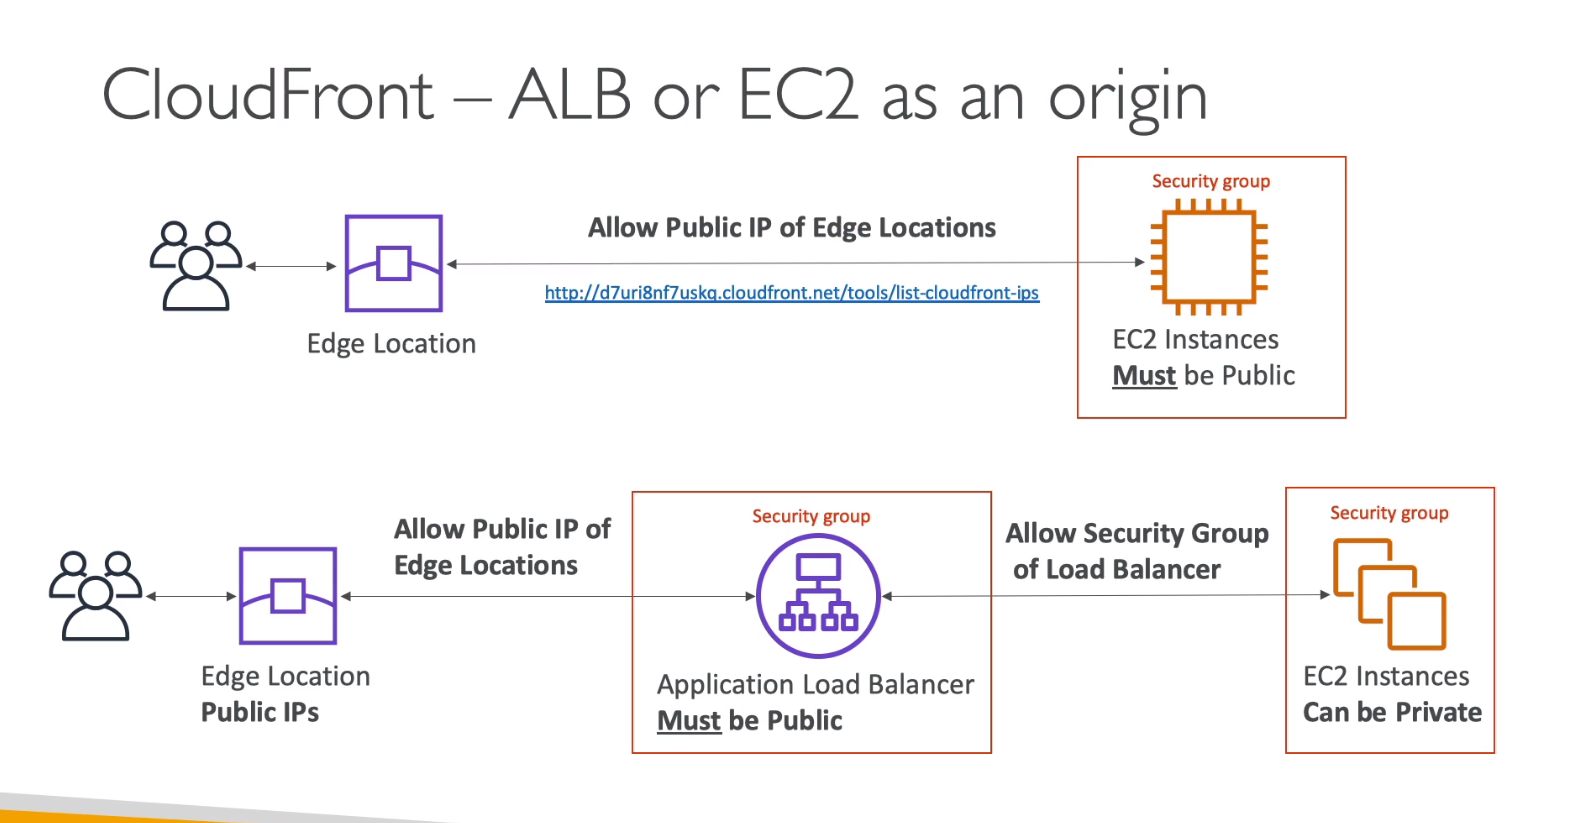 CloudFront – ALB or EC2 as an origin
Security group
Allow Public IP of Edge Locations
http://d7uri8nf7uskq.cloudfront.net/tools/list-cloudfront-ips
Edge Location
EC2 Instances
Must be Public
Security group
Security group
Allow Public IP of
Edge Locations
Allow Security Group
of Load Balancer
Edge Location
Public IPs
Application Load Balancer
Must be Public
EC2 Instances
Can be Private